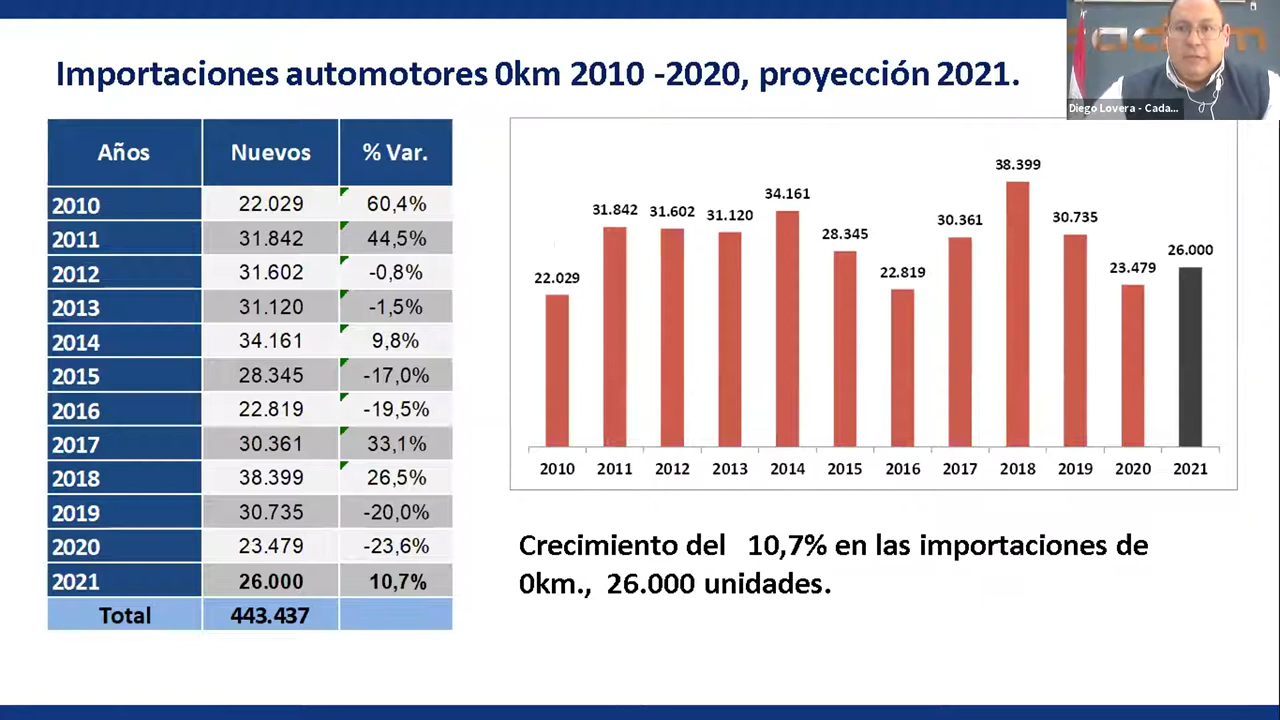 Importaciones automotores 0km 2010 -2020, proyección 2021.
Diego Lovera - Cada...
Años Nuevos % Var.
2010 22.029 60,4%
2011 31.842 44,5%
2012 31.602 -0,8%
2013 31.120 -1,5%
2014 34.161 9,8%
2015 28.345 -17,0%
2016 22.819 -19,5%
2017 30.361 33,1%
2018 38.399 26,5%
2019 30.735 -20,0%
2020 23.479 -23,6%
2021 26.000 10,7%
Total 443.437
22.029 31.842 31.602 31.120 34.161 28.345 22.819 30.361 38.399 30.735 23.479 26.000
2010 2011 2012 2013 2014 2015 2016 2017 2018 2019 2020 2021
Crecimiento del 10,7% en las importaciones de
0km., 26.000 unidades.